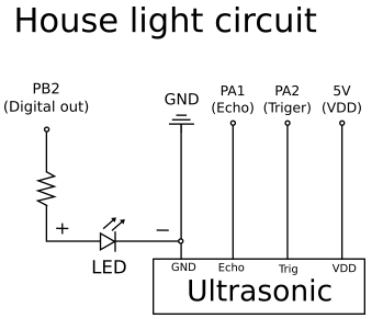 House light circuit
PB2
(Digital out)
GND
PA1
(Echo)
PA2
(Triger)
5V
(VDD)
+
−
LED
GND Echo Trig VDD
Ultrasonic